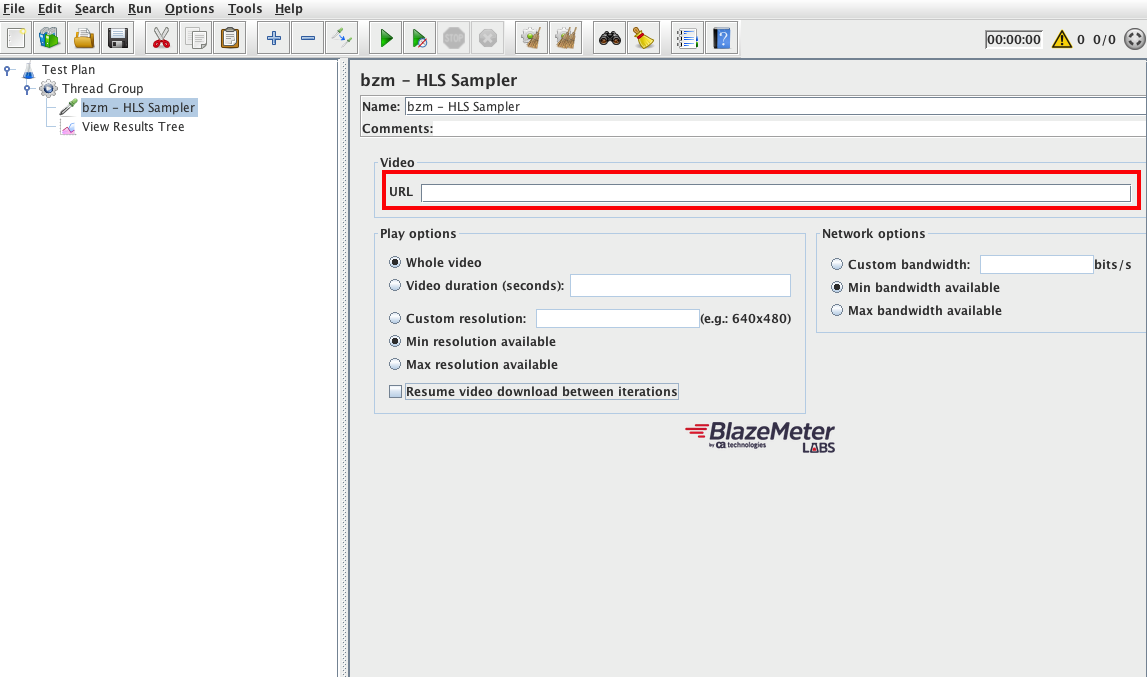 File Edit Search Run Options Tools Help
STOP
00:00:00 0 0/0
Test Plan
Thread Group
bzm - HLS Sampler
View Results Tree
bzm - HLS Sampler
Name: bzm - HLS Sampler
Comments:
Video
URL
Play options
Whole video
Video duration (seconds):
Custom resolution: (e.g.: 640x480)
Min resolution available
Max resolution available
Resume video download between iterations
Network options
Custom bandwidth: bits/s
Min bandwidth available
Max bandwidth available
BlazeMeter
by ca technologies LABS